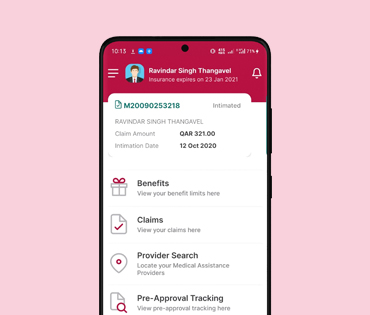 10:13
71%
Ravindar Singh Thangavel
Insurance expires on 23 Jan 2021
M20090253218 Intimated
RAVINDAR SINGH THANGAVEL
Claim Amount QAR 321.00
Intimation Date 12 Oct 2020
Benefits
View your benefit limits here
Claims
View your claims here
Provider Search
Locate your Medical Assistance
Providers
Pre-Approval Tracking
View pre-approval tracking here